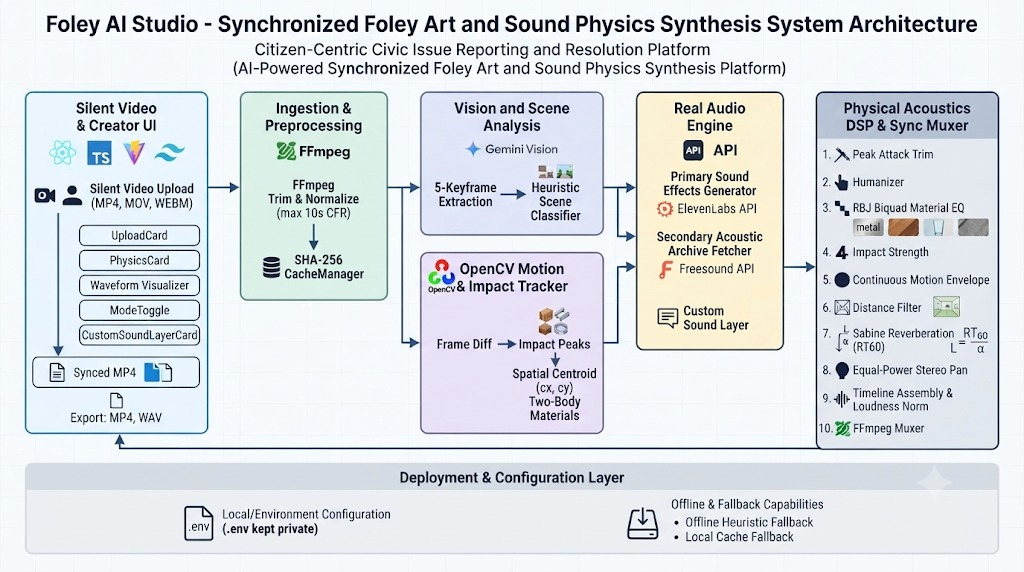 Foley AI Studio - Synchronized Foley Art and Sound Physics Synthesis System Architecture
Citizen-Centric Civic Issue Reporting and Resolution Platform
(AI-Powered Synchronized Foley Art and Sound Physics Synthesis Platform)
Silent Video
& Creator UI
TS
Silent Video Upload
(MP4, MOV, WEBM)
UploadCard
PhysicsCard
Waveform Visualizer
ModeToggle
CustomSoundLayerCard
Synced MP4
Export: MP4, WAV
Ingestion &
Preprocessing
FFmpeg
FFmpeg
Trim & Normalize
(max 10s CFR)
SHA-256
CacheManager
Vision and Scene
Analysis
Gemini Vision
5-Keyframe
Extraction
Heuristic
Scene
Classifier
OpenCV
OpenCV Motion
& Impact Tracker
Frame Diff
Impact Peaks
Spatial Centroid
(cx, cy)
Two-Body
Materials
Real Audio
Engine
API
API
Primary Sound
Effects Generator
ElevenLabs API
Secondary Acoustic
Archive Fetcher
Freesound API
Custom
Sound Layer
Physical Acoustics
DSP & Sync Muxer
1. Peak Attack Trim
2. Humanizer
3. RBJ Biquad Material EQ
metal
4. Impact Strength
5. Continuous Motion Envelope
6. Distance Filter
7. ∫ L α Sabine Reverberation (RT60) L = RT60 / α
8. Equal-Power Stereo Pan
9. Timeline Assembly &
Loudness Norm
10. FFmpeg Muxer
Deployment & Configuration Layer
.env
Local/Environment Configuration
(.env kept private)
Offline & Fallback Capabilities
• Offline Heuristic Fallback
• Local Cache Fallback